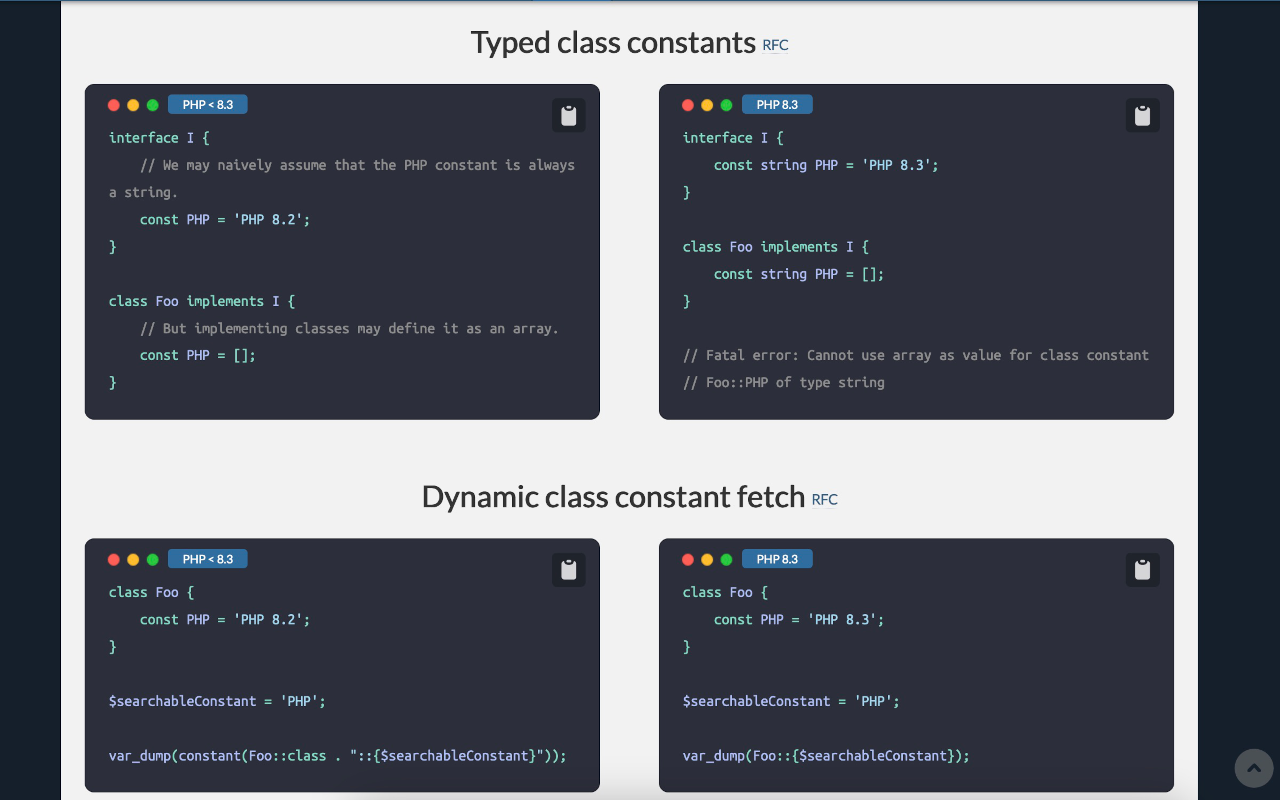 Typed class constants RFC
PHP < 8.3
interface I {
    // We may naively assume that the PHP constant is always
a string.
    const PHP = 'PHP 8.2';
}

class Foo implements I {
    // But implementing classes may define it as an array.
    const PHP = [];
}
PHP 8.3
interface I {
    const string PHP = 'PHP 8.3';
}

class Foo implements I {
    const string PHP = [];
}

// Fatal error: Cannot use array as value for class constant
// Foo::PHP of type string
Dynamic class constant fetch RFC
PHP < 8.3
class Foo {
    const PHP = 'PHP 8.2';
}

$searchableConstant = 'PHP';

var_dump(constant(Foo::class . "::{$searchableConstant}"));
PHP 8.3
class Foo {
    const PHP = 'PHP 8.3';
}

$searchableConstant = 'PHP';

var_dump(Foo::{$searchableConstant});